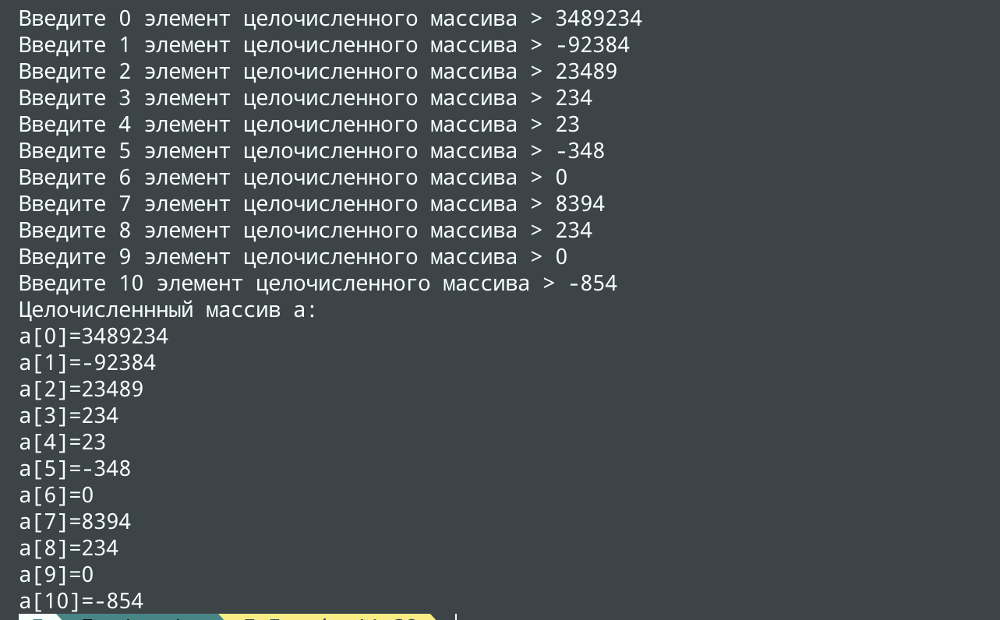 Введите 0 элемент целочисленного массива > 3489234
Введите 1 элемент целочисленного массива > -92384
Введите 2 элемент целочисленного массива > 23489
Введите 3 элемент целочисленного массива > 234
Введите 4 элемент целочисленного массива > 23
Введите 5 элемент целочисленного массива > -348
Введите 6 элемент целочисленного массива > 0
Введите 7 элемент целочисленного массива > 8394
Введите 8 элемент целочисленного массива > 234
Введите 9 элемент целочисленного массива > 0
Введите 10 элемент целочисленного массива > -854
Целочисленнный массив a:
a[0]=3489234
a[1]=-92384
a[2]=23489
a[3]=234
a[4]=23
a[5]=-348
a[6]=0
a[7]=8394
a[8]=234
a[9]=0
a[10]=-854